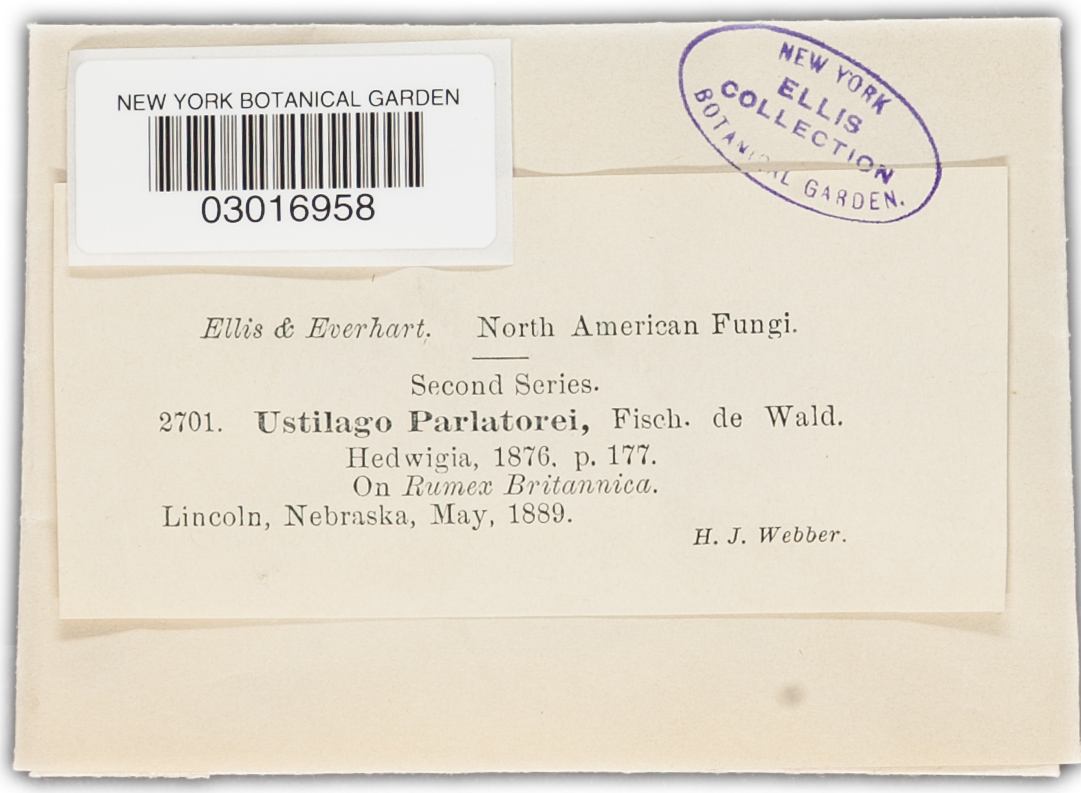 NEW YORK BOTANICAL GARDEN
03016958
NEW YORK
ELLIS
COLLECTION
BOTANICAL GARDEN.
Ellis & Everhart. North American Fungi.
Second Series.
2701. Ustilago Parlatorei, Fisch. de Wald.
Hedwigia, 1876. p. 177.
On Rumex Britannica.
Lincoln, Nebraska, May, 1889.
H. J. Webber.